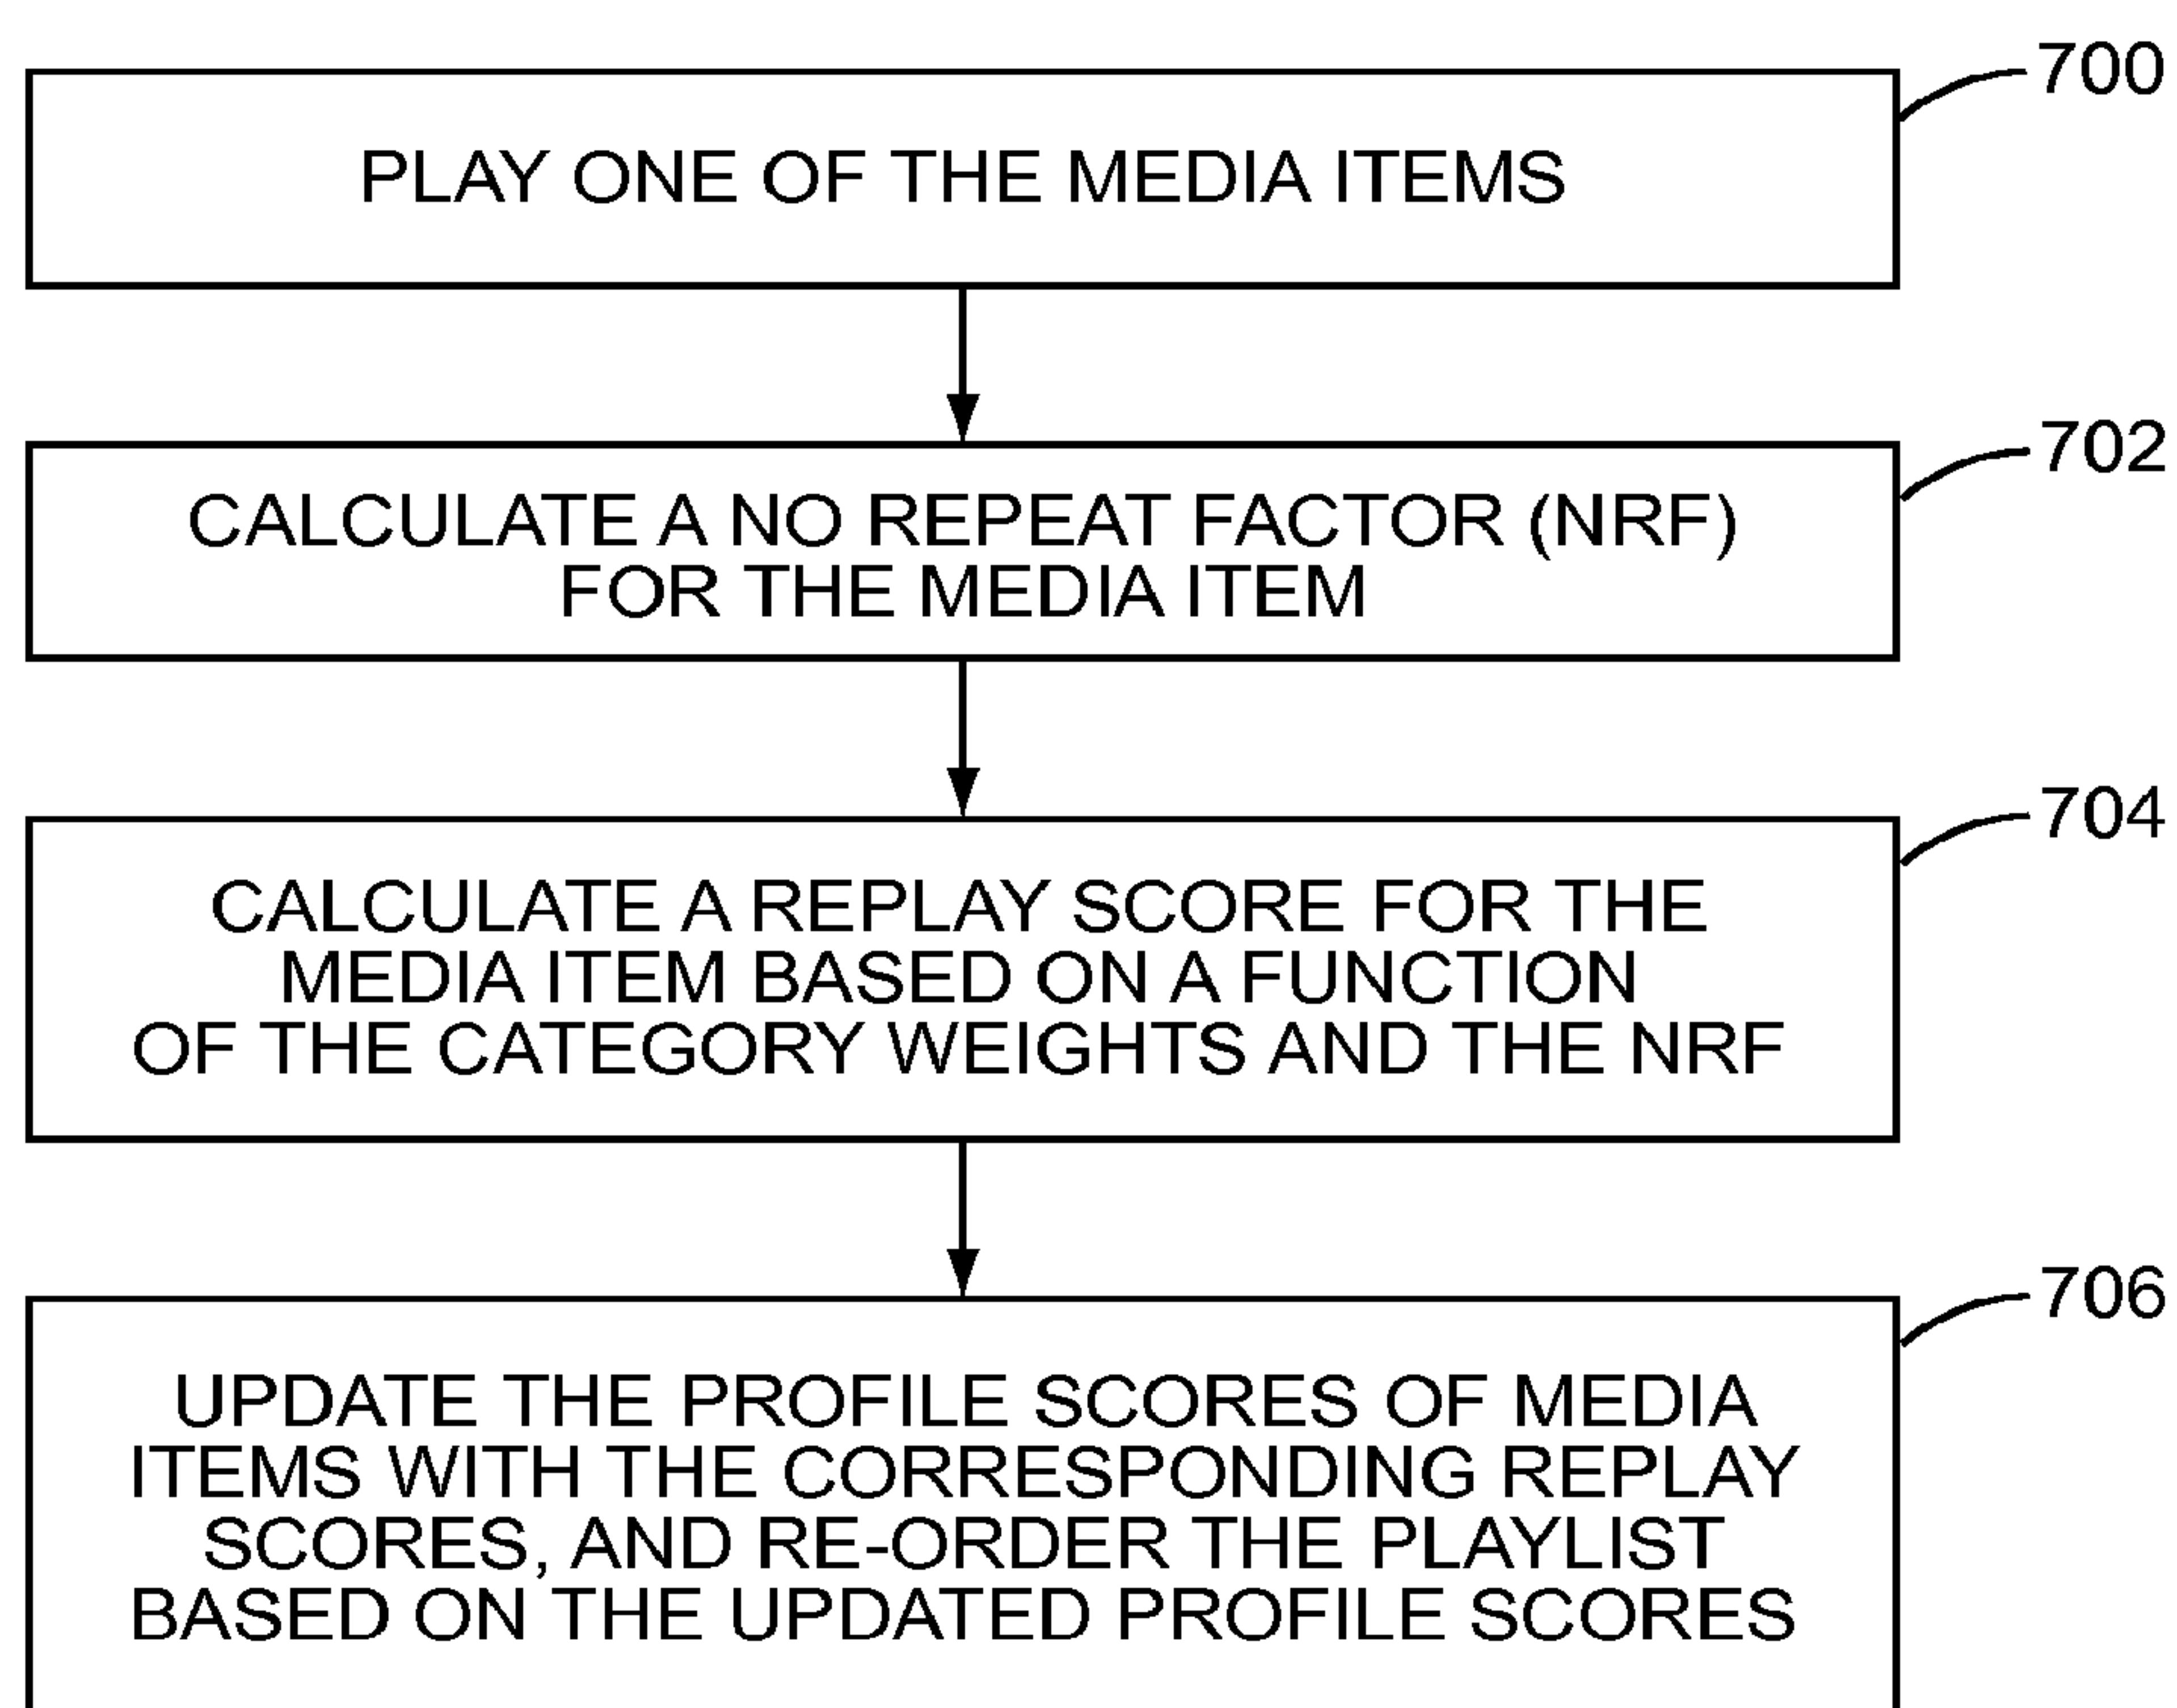 700
PLAY ONE OF THE MEDIA ITEMS
702
CALCULATE A NO REPEAT FACTOR (NRF)
FOR THE MEDIA ITEM
704
CALCULATE A REPLAY SCORE FOR THE
MEDIA ITEM BASED ON A FUNCTION
OF THE CATEGORY WEIGHTS AND THE NRF
706
UPDATE THE PROFILE SCORES OF MEDIA
ITEMS WITH THE CORRESPONDING REPLAY
SCORES, AND RE-ORDER THE PLAYLIST
BASED ON THE UPDATED PROFILE SCORES